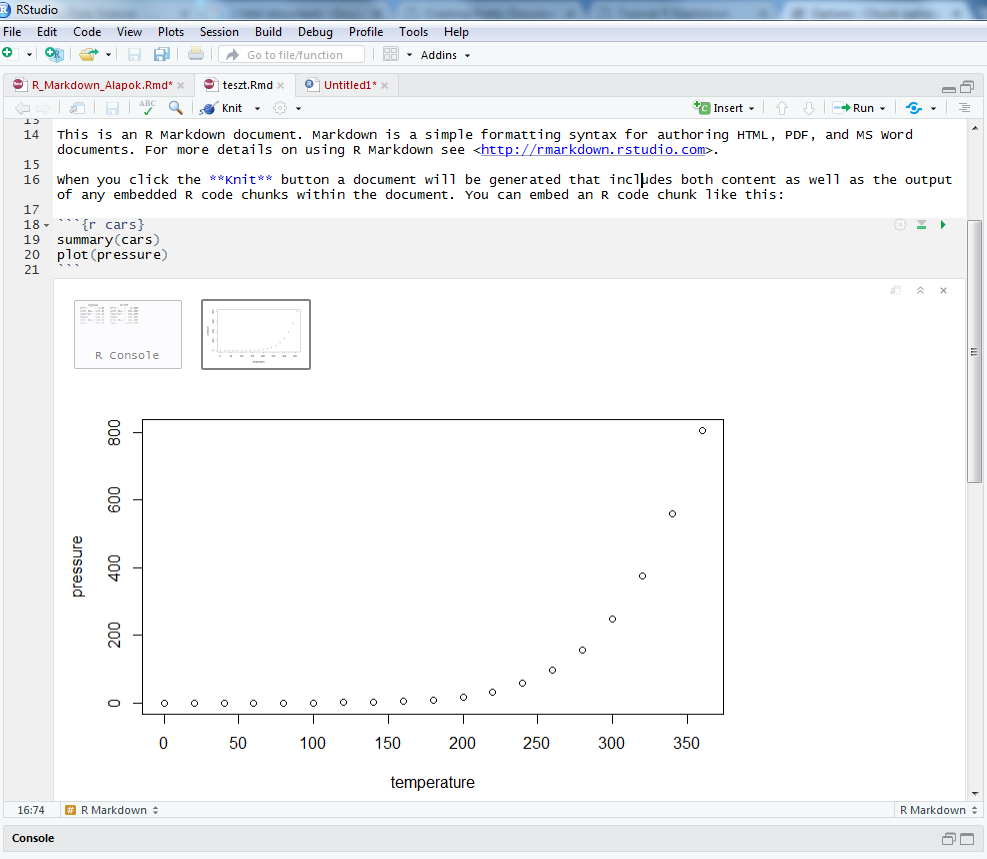 RStudio
File Edit Code View Plots Session Build Debug Profile Tools Help
Go to file/function Addins
R_Markdown_Alapok.Rmd* teszt.Rmd Untitled1*
ABC Knit Insert Run
13
14 This is an R Markdown document. Markdown is a simple formatting syntax for authoring HTML, PDF, and MS Word
documents. For more details on using R Markdown see <http://rmarkdown.rstudio.com>.
15
16 When you click the **Knit** button a document will be generated that includes both content as well as the output
of any embedded R code chunks within the document. You can embed an R code chunk like this:
17
18 ```{r cars}
19 summary(cars)
20 plot(pressure)
21 ```
R Console
800
600
400
200
0
pressure
0 50 100 150 200 250 300 350
temperature
16:74 # R Markdown R Markdown
Console